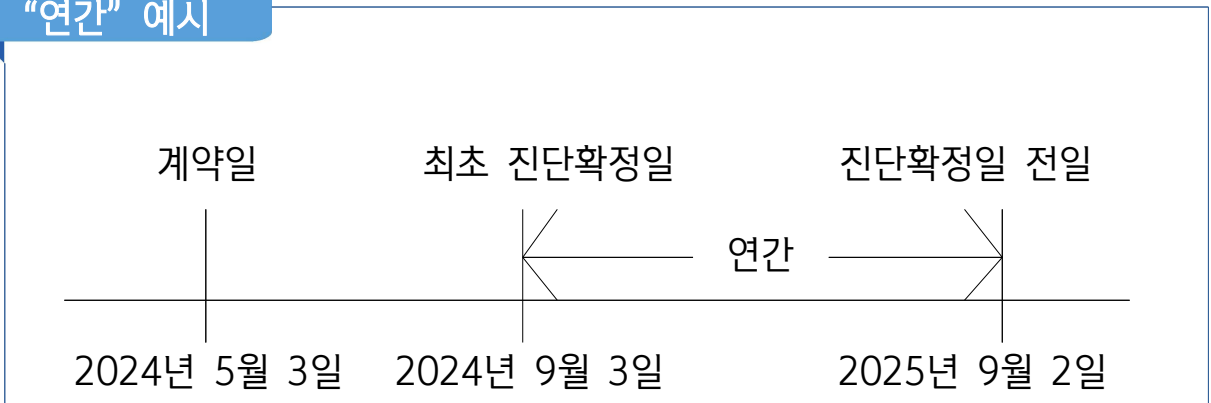 “연간” 예시
계약일 최초 진단확정일 진단확정일 전일
연간
2024년 5월 3일 2024년 9월 3일 2025년 9월 2일